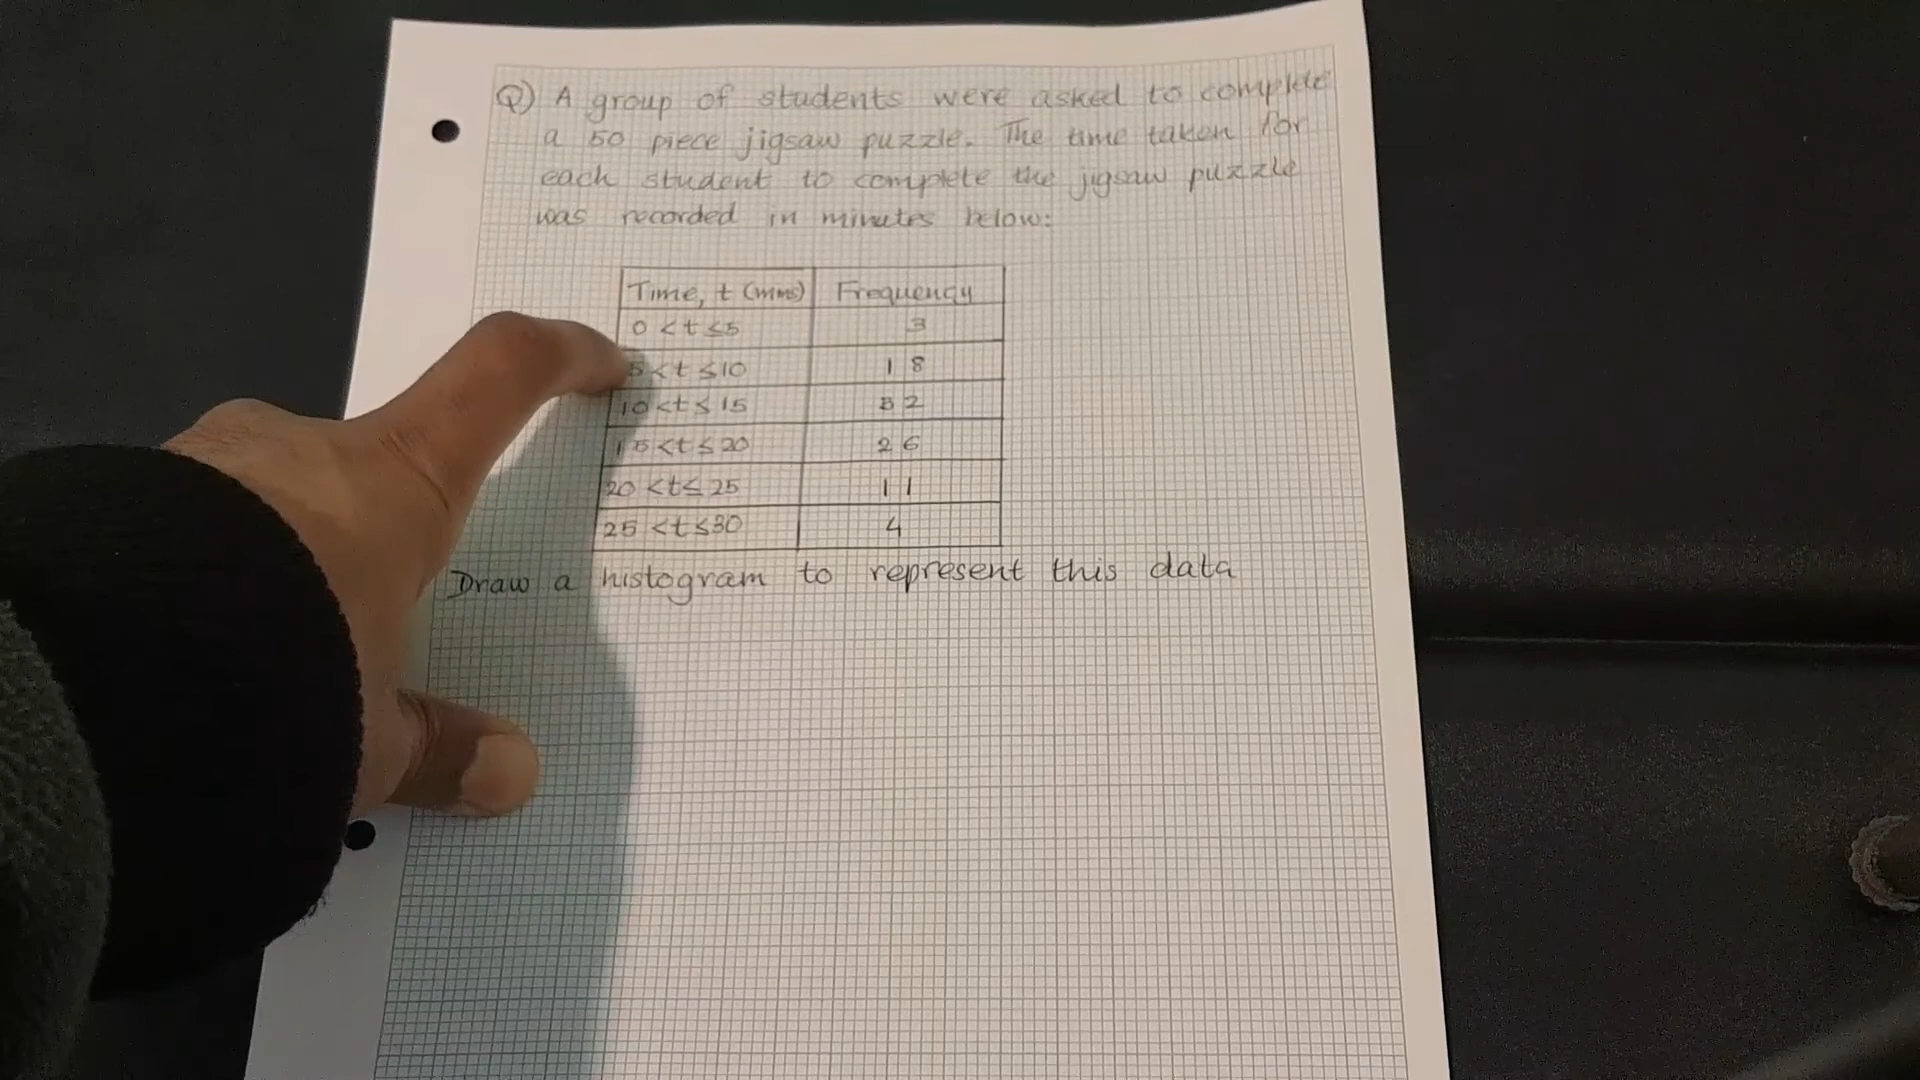 Q) A group of students were asked to complete
a 50 piece jigsaw puzzle. The time taken for
each student to complete the jigsaw puzzle
was recorded in minutes below:
Time, t (mins) Frequency
0 < t ≤ 5 3
5 < t ≤ 10 18
10 < t ≤ 15 32
15 < t ≤ 20 26
20 < t ≤ 25 11
25 < t ≤ 30 4
Draw a histogram to represent this data